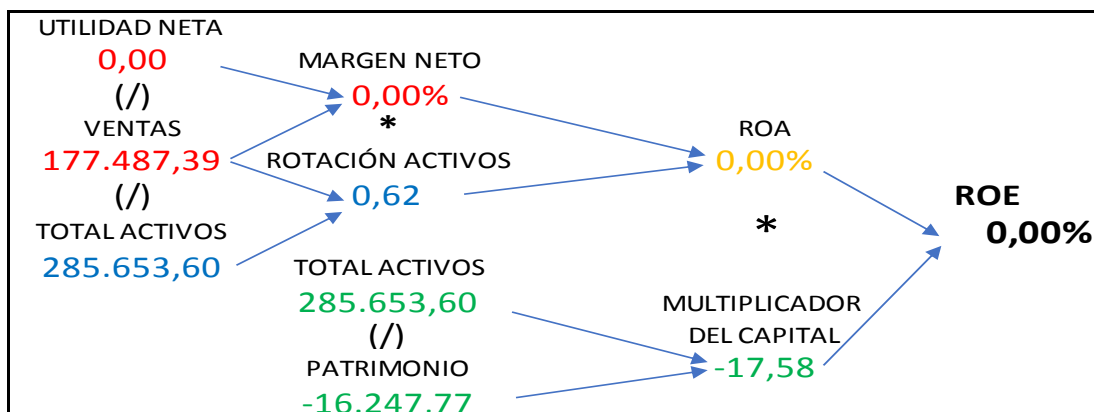 UTILIDAD NETA
0,00
(/)
VENTAS
177.487,39
(/)
TOTAL ACTIVOS
285.653,60
MARGEN NETO
0,00%
*
ROTACIÓN ACTIVOS
0,62
TOTAL ACTIVOS
285.653,60
(/)
PATRIMONIO
-16.247,77
ROA
0,00%
*
MULTIPLICADOR
DEL CAPITAL
-17,58
ROE
0,00%